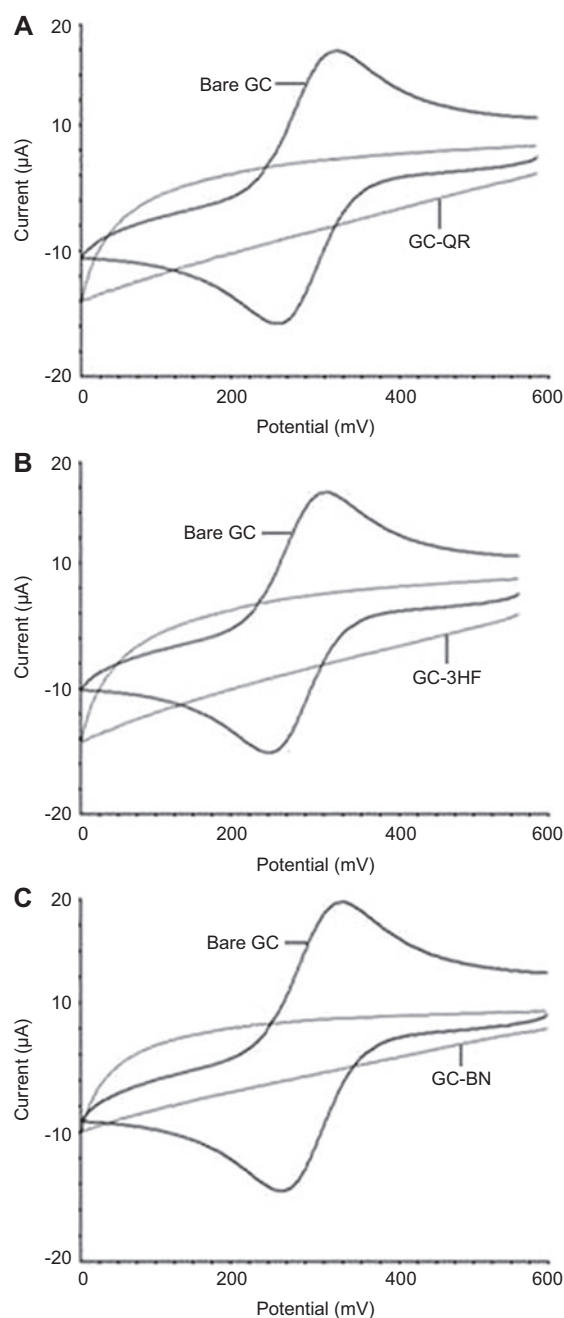 A
20
Bare GC
10
Current (µA)
GC-QR
-10
-20
0 200 400 600
Potential (mV)
B
20
Bare GC
10
Current (µA)
GC-3HF
-10
-20
0 200 400 600
Potential (mV)
C
20
Bare GC
10
Current (µA)
GC-BN
-10
-20
0 200 400 600
Potential (mV)